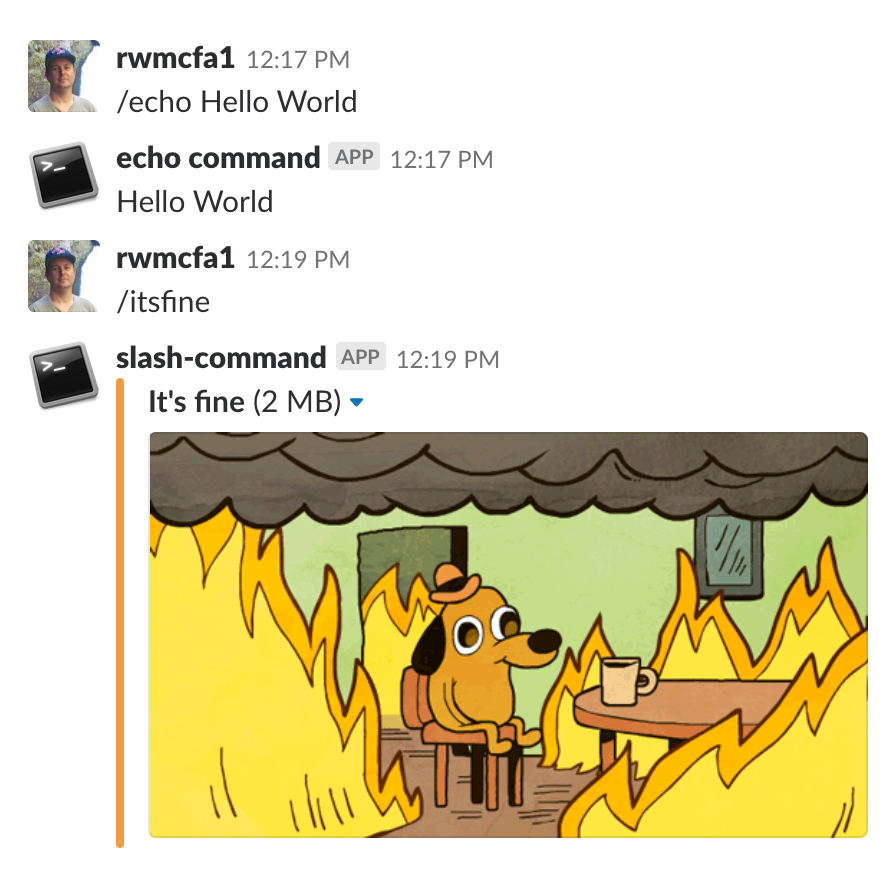 rwmcfa1 12:17 PM
/echo Hello World
echo command APP 12:17 PM
Hello World
rwmcfa1 12:19 PM
/itsfine
slash-command APP 12:19 PM
It's fine (2 MB)